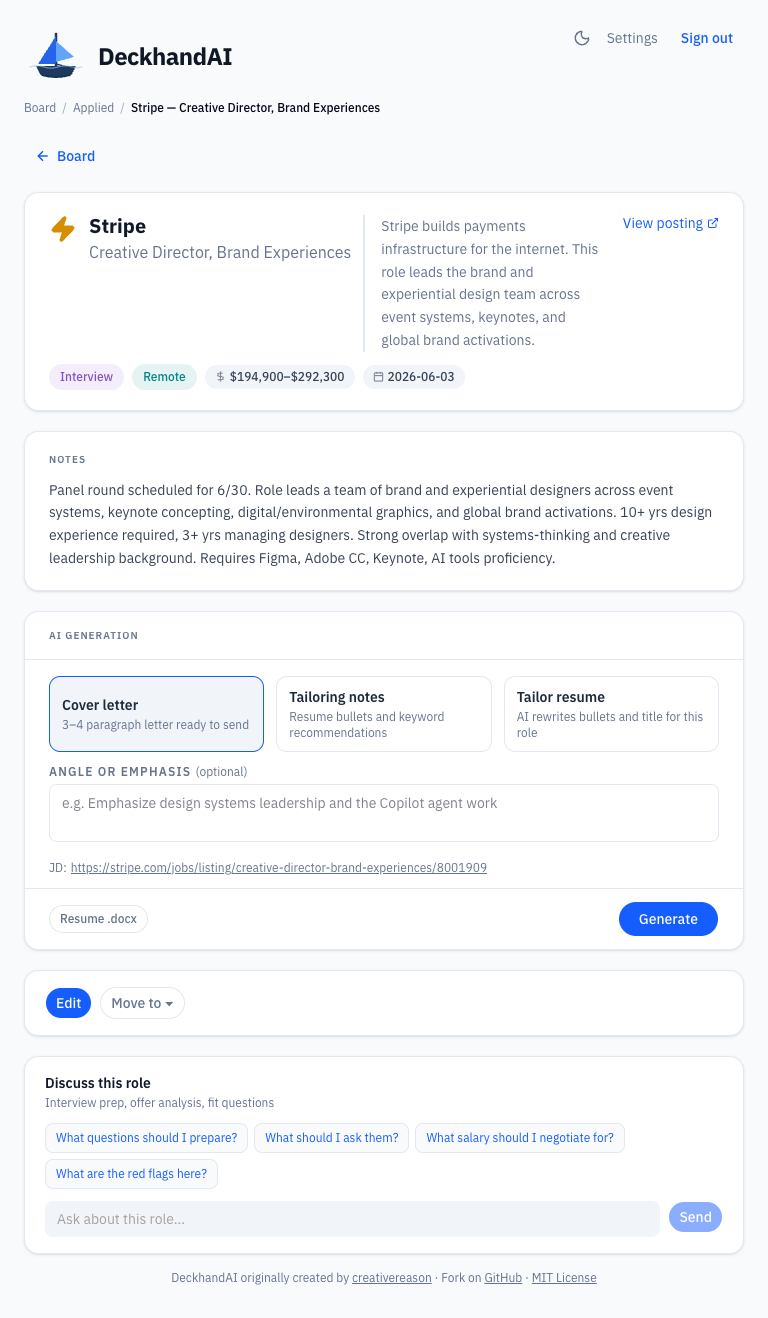 DeckhandAI
Settings
Sign out
Board / Applied / Stripe — Creative Director, Brand Experiences
Board
Stripe
Creative Director, Brand Experiences
Stripe builds payments
infrastructure for the internet. This
role leads the brand and
experiential design team across
event systems, keynotes, and
global brand activations.
View posting
Interview
Remote
$ $194,900–$292,300
2026-06-03
NOTES
Panel round scheduled for 6/30. Role leads a team of brand and experiential designers across event
systems, keynote concepting, digital/environmental graphics, and global brand activations. 10+ yrs design
experience required, 3+ yrs managing designers. Strong overlap with systems-thinking and creative
leadership background. Requires Figma, Adobe CC, Keynote, AI tools proficiency.
AI GENERATION
Cover letter
3–4 paragraph letter ready to send
Tailoring notes
Resume bullets and keyword
recommendations
Tailor resume
AI rewrites bullets and title for this
role
ANGLE OR EMPHASIS (optional)
e.g. Emphasize design systems leadership and the Copilot agent work
JD: https://stripe.com/jobs/listing/creative-director-brand-experiences/8001909
Resume .docx
Generate
Edit
Move to
Discuss this role
Interview prep, offer analysis, fit questions
What questions should I prepare?
What should I ask them?
What salary should I negotiate for?
What are the red flags here?
Ask about this role...
Send
DeckhandAI originally created by creativereason · Fork on GitHub · MIT License